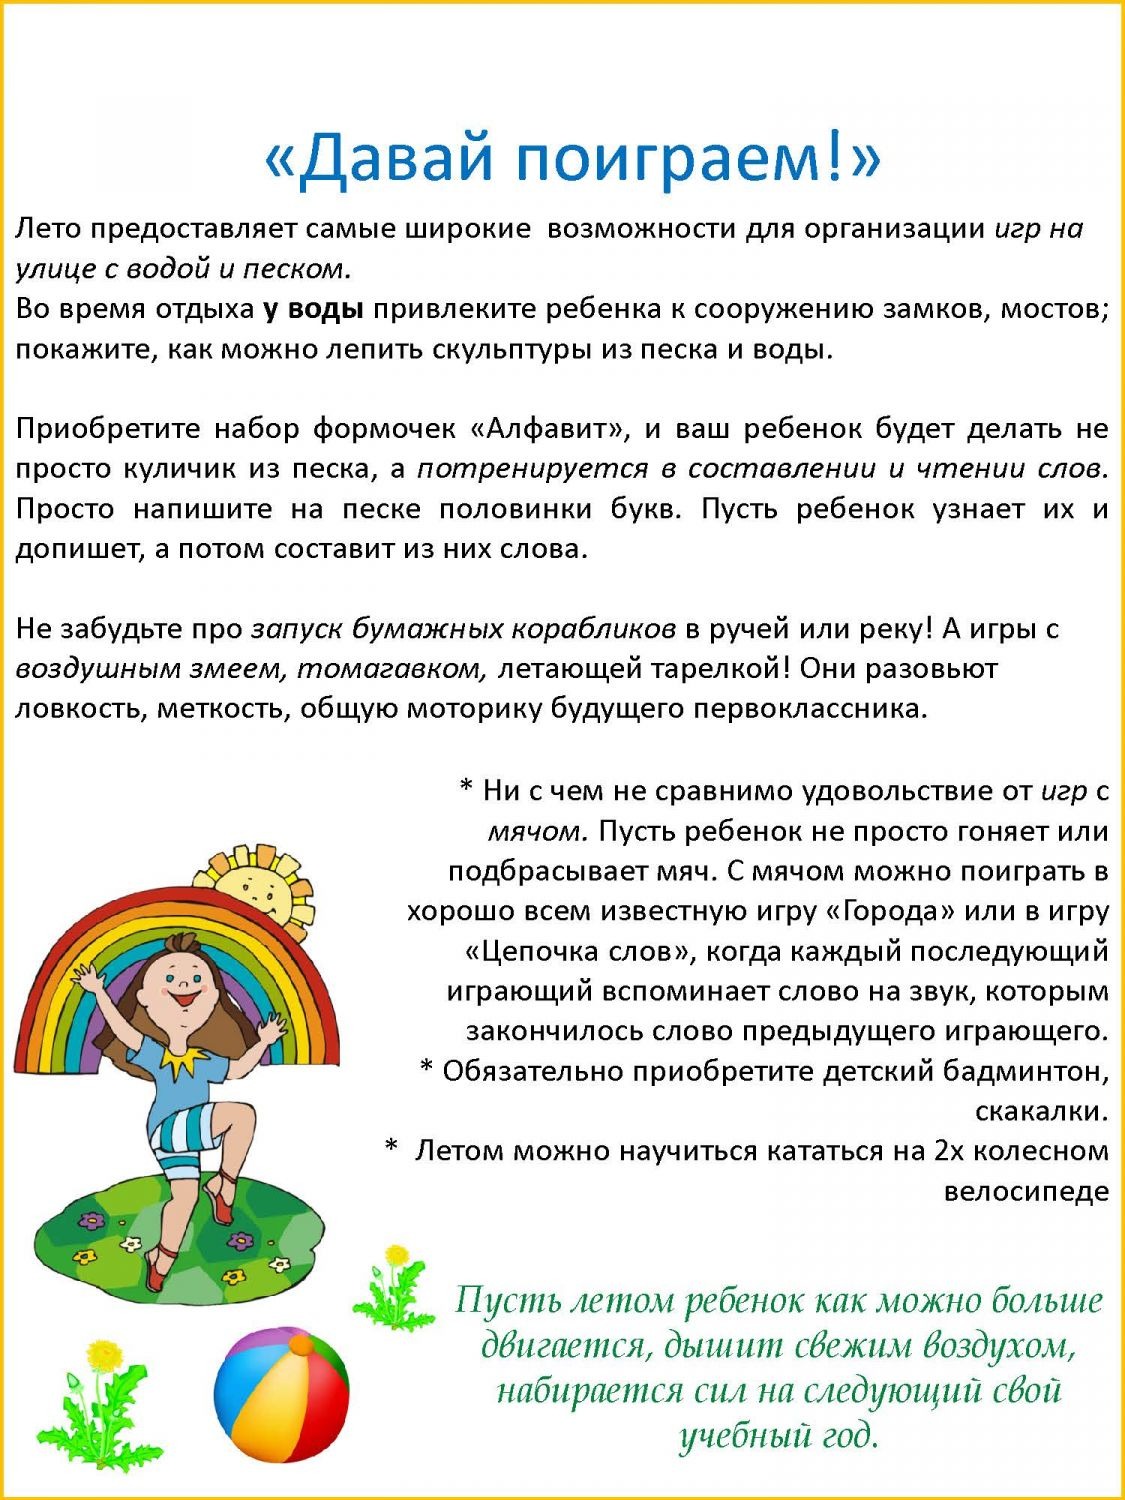 «Давай поиграем!»
Лето предоставляет самые широкие возможности для организации игр на
улице с водой и песком.
Во время отдыха у воды привлеките ребенка к сооружению замков, мостов;
покажите, как можно лепить скульптуры из песка и воды.
Приобретите набор формочек «Алфавит», и ваш ребенок будет делать не
просто куличик из песка, а потренируется в составлении и чтении слов.
Просто напишите на песке половинки букв. Пусть ребенок узнает их и
допишет, а потом составит из них слова.
Не забудьте про запуск бумажных корабликов в ручей или реку! А игры с
воздушным змеем, томагавком, летающей тарелкой! Они разовьют
ловкость, меткость, общую моторику будущего первоклассника.
* Ни с чем не сравнимо удовольствие от игр с
мячом. Пусть ребенок не просто гоняет или
подбрасывает мяч. С мячом можно поиграть в
хорошо всем известную игру «Города» или в игру
«Цепочка слов», когда каждый последующий
играющий вспоминает слово на звук, которым
закончилось слово предыдущего играющего.
* Обязательно приобретите детский бадминтон,
скакалки.
* Летом можно научиться кататься на 2х колесном
велосипеде
Пусть летом ребенок как можно больше
двигается, дышит свежим воздухом,
набирается сил на следующий свой
учебный год.